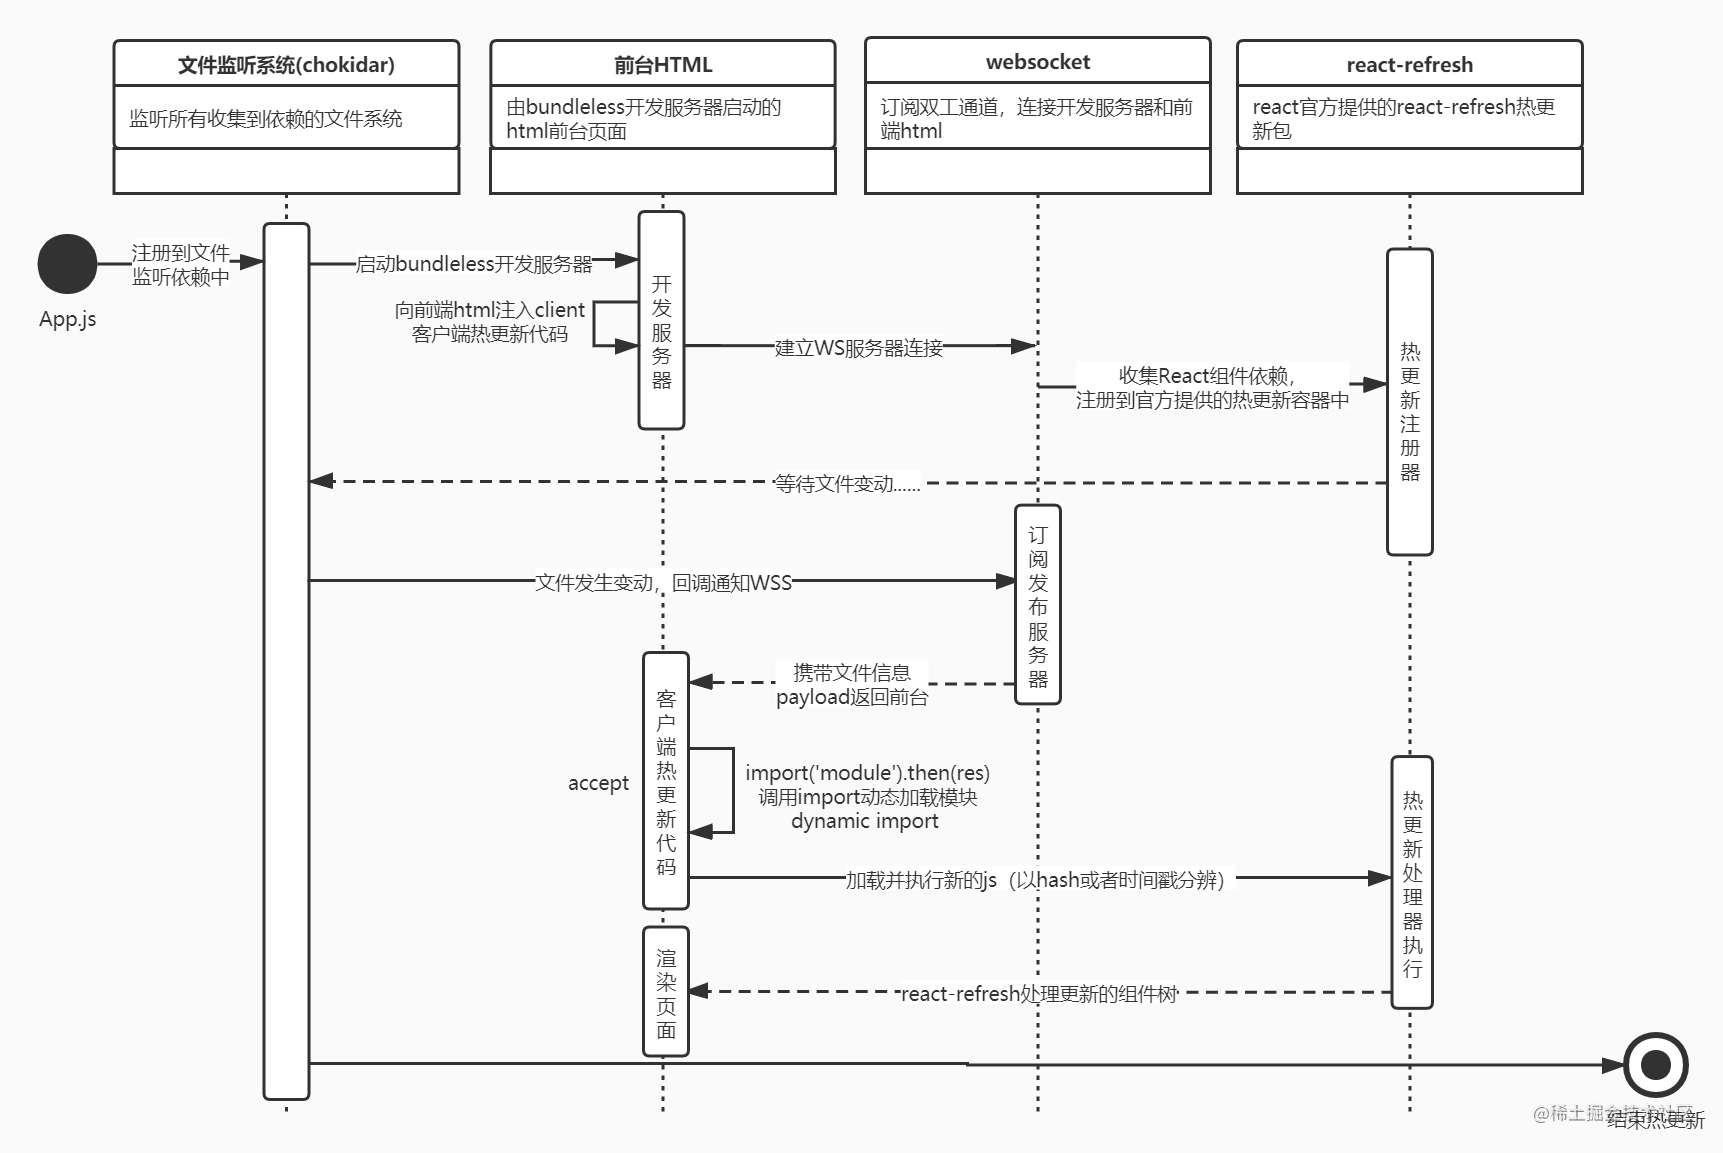 文件监听系统(chokidar)
监听所有收集到依赖的文件系统
前台HTML
由bundleless开发服务器启动的
html前台页面
websocket
订阅双工通道，连接开发服务器和前
端html
react-refresh
react官方提供的react-refresh热更
新包
App.js
注册到文件
监听依赖中
启动bundleless开发服务器
向前端html注入client
客户端热更新代码
开发服务器
建立WS服务器连接
收集React组件依赖，
注册到官方提供的热更新容器中
热更新注册器
等待文件变动......
订阅发布服务器
文件发生变动，回调通知WSS
携带文件信息
payload返回前台
客户端热更新代码
accept
import('module').then(res)
调用import动态加载模块
dynamic import
加载并执行新的js（以hash或者时间戳分辨）
热更新处理器执行
渲染页面
react-refresh处理更新的组件树
结束热更新
@稀土掘金技术社区